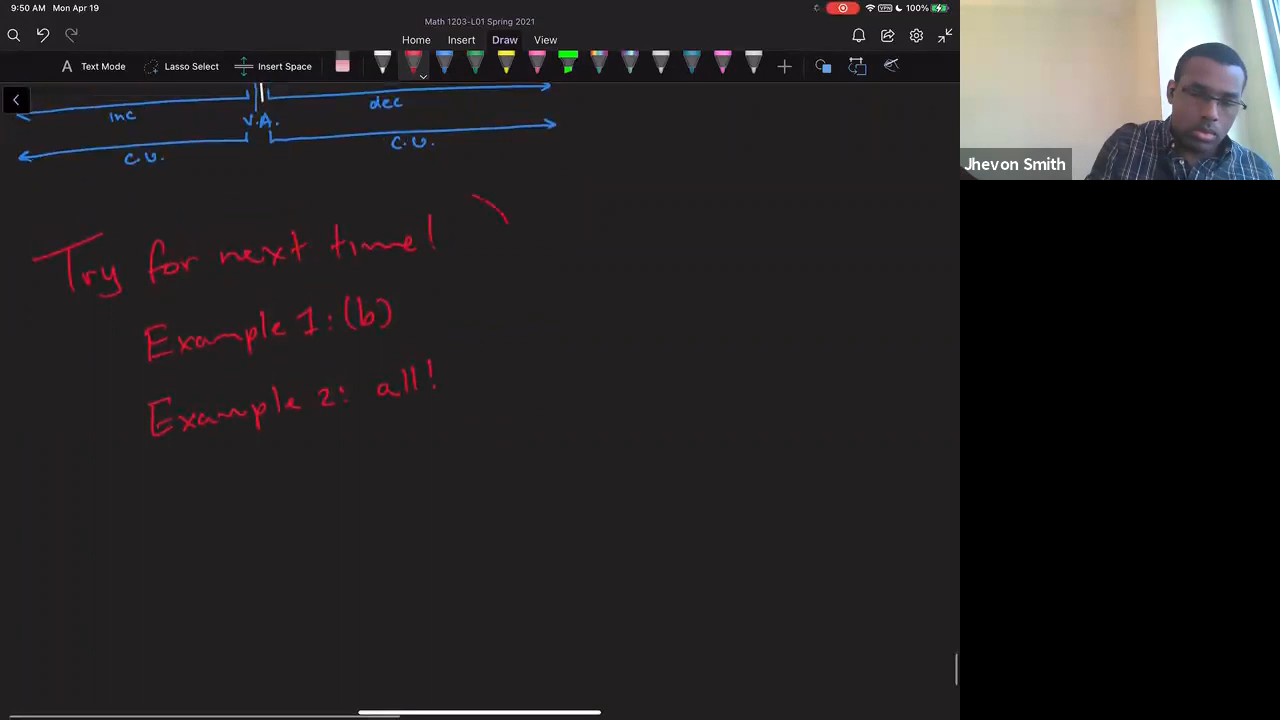 9:50 AM Mon Apr 19
VPN 100%
Math 1203-L01 Spring 2021
Home Insert Draw View
Text Mode Lasso Select Insert Space
inc dec
V.A.
c.u. c.u.
Try for next time!
Example 1: (b)
Example 2: all!
Jhevon Smith